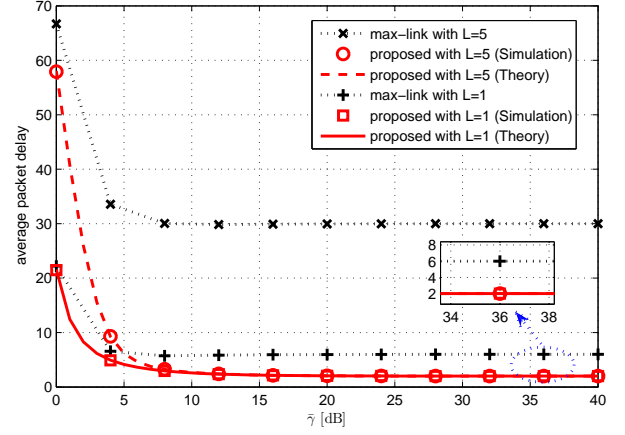 max−link with L=5
proposed with L=5 (Simulation)
proposed with L=5 (Theory)
max−link with L=1
proposed with L=1 (Simulation)
proposed with L=1 (Theory)
average packet delay
70
60
50
40
30
20
10
0
8
6
4
2
34 36 38
0 5 10 15 20 25 30 35 40
γ̄ [dB]